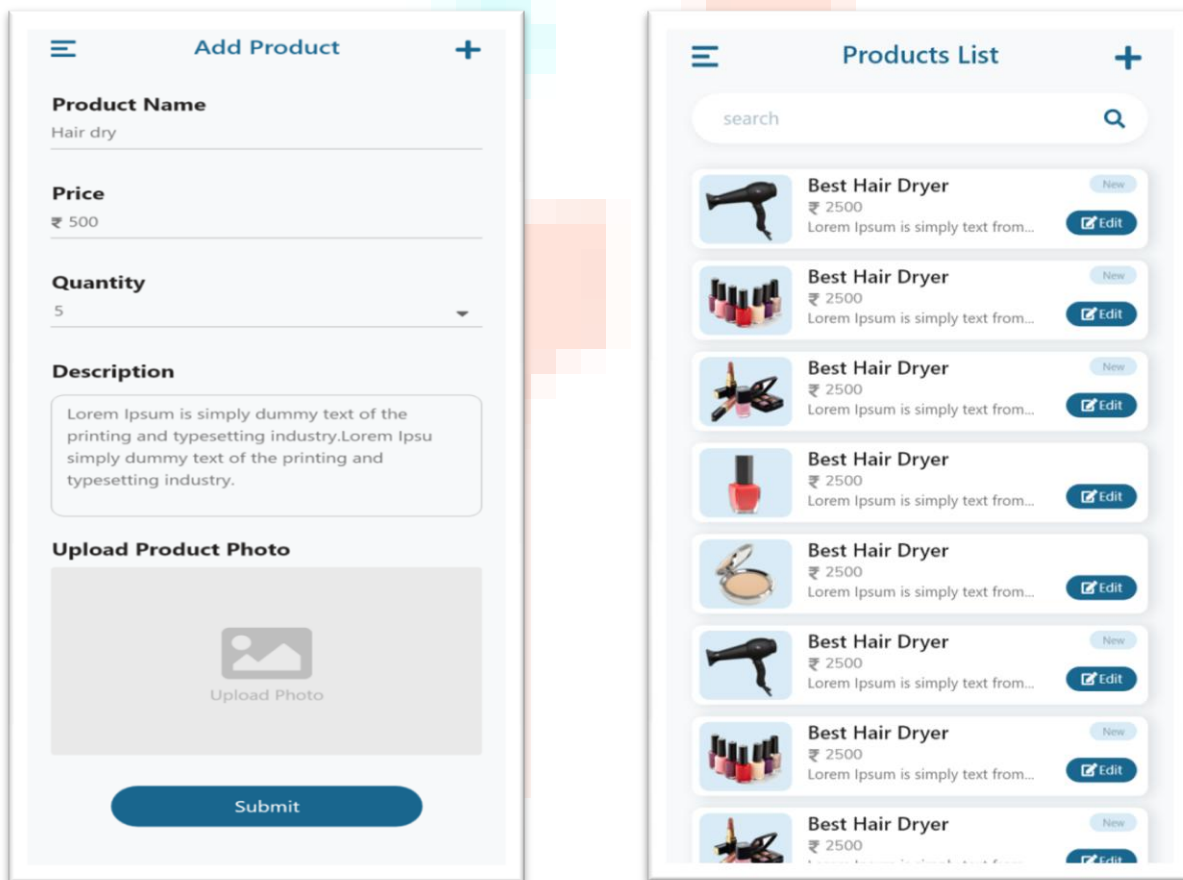 Add Product
Product Name
Hair dry
Price
₹ 500
Quantity
5
Description
Lorem Ipsum is simply dummy text of the
printing and typesetting industry.Lorem Ipsu
simply dummy text of the printing and
typesetting industry.
Upload Product Photo
Upload Photo
Submit
Products List
search
Best Hair Dryer
New
₹ 2500
Edit
Lorem Ipsum is simply text from...
Best Hair Dryer
New
₹ 2500
Edit
Lorem Ipsum is simply text from...
Best Hair Dryer
New
₹ 2500
Edit
Lorem Ipsum is simply text from...
Best Hair Dryer
₹ 2500
Edit
Lorem Ipsum is simply text from...
Best Hair Dryer
₹ 2500
Edit
Lorem Ipsum is simply text from...
Best Hair Dryer
New
₹ 2500
Edit
Lorem Ipsum is simply text from...
Best Hair Dryer
New
₹ 2500
Edit
Lorem Ipsum is simply text from...
Best Hair Dryer
New
₹ 2500
Edit